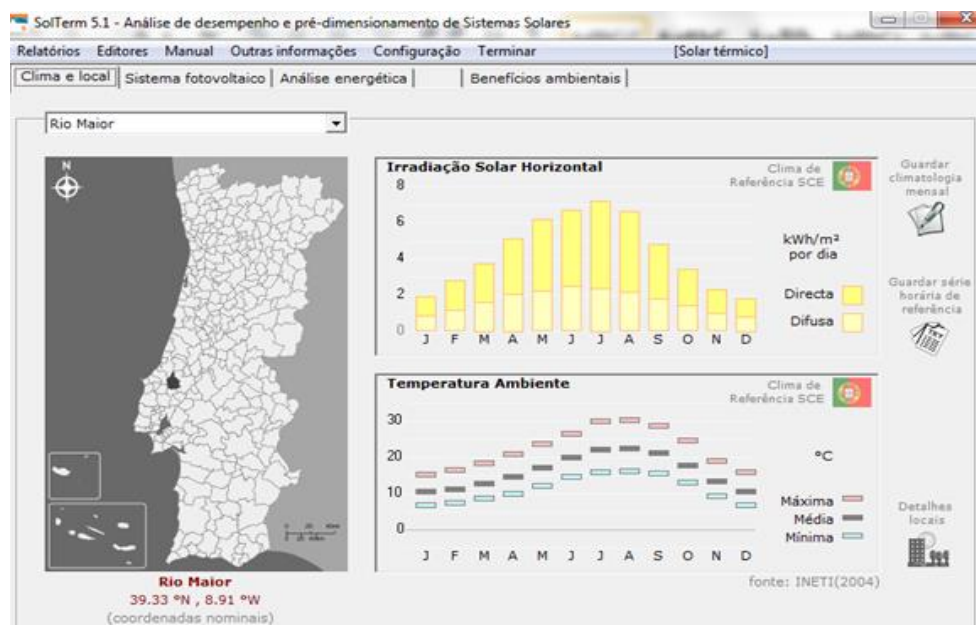 SolTerm 5.1 - Análise de desempenho e pré-dimensionamento de Sistemas Solares
Relatórios Editores Manual Outras informações Configuração Terminar [Solar térmico]
Clima e local Sistema fotovoltaico Análise energética Benefícios ambientais
Rio Maior
N
Irradiação Solar Horizontal
Clima de
Referência SCE
8
6
4
2
0
kWh/m²
por dia
Directa
Difusa
J F M A M J J A S O N D
Temperatura Ambiente
Clima de
Referência SCE
30
20
10
0
°C
Máxima
Média
Mínima
J F M A M J J A S O N D
fonte: INETI(2004)
Guardar
climatologia
mensal
Guardar série
horária de
referência
TXT
Detalhes
locais
Rio Maior
39.33 °N , 8.91 °W
(coordenadas nominais)